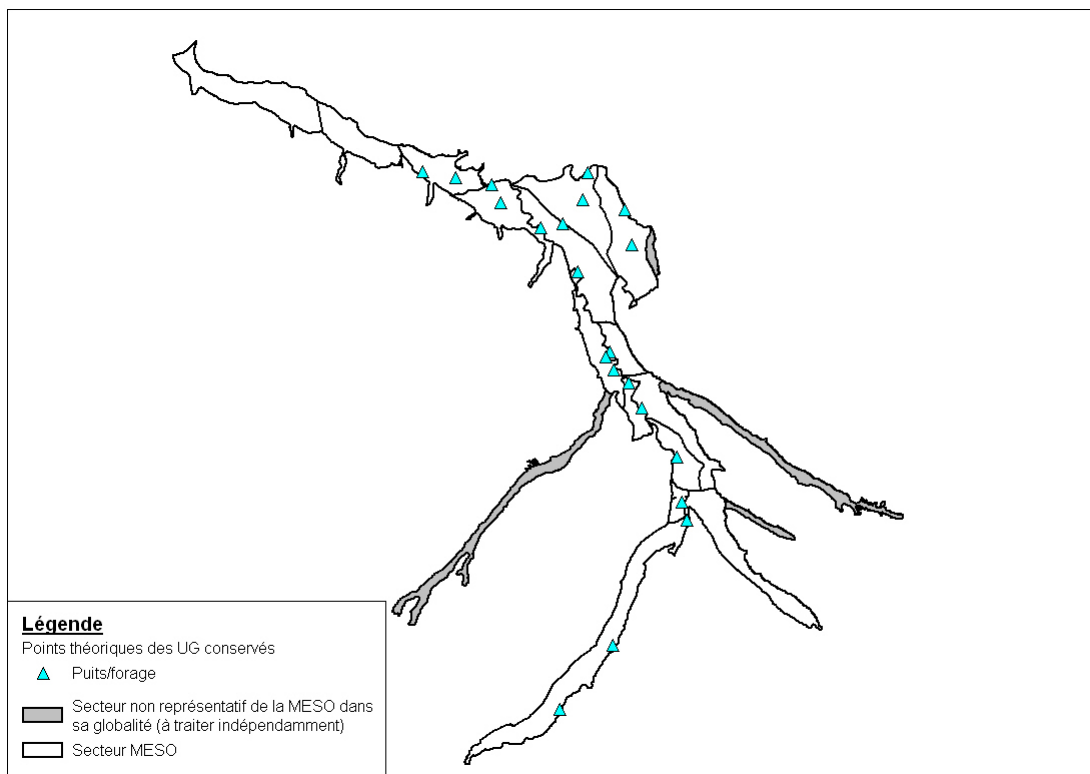 Légende
Points théoriques des UG conservés
Puits/forage
Secteur non représentatif de la MESO dans
sa globalité (à traiter indépendamment)
Secteur MESO